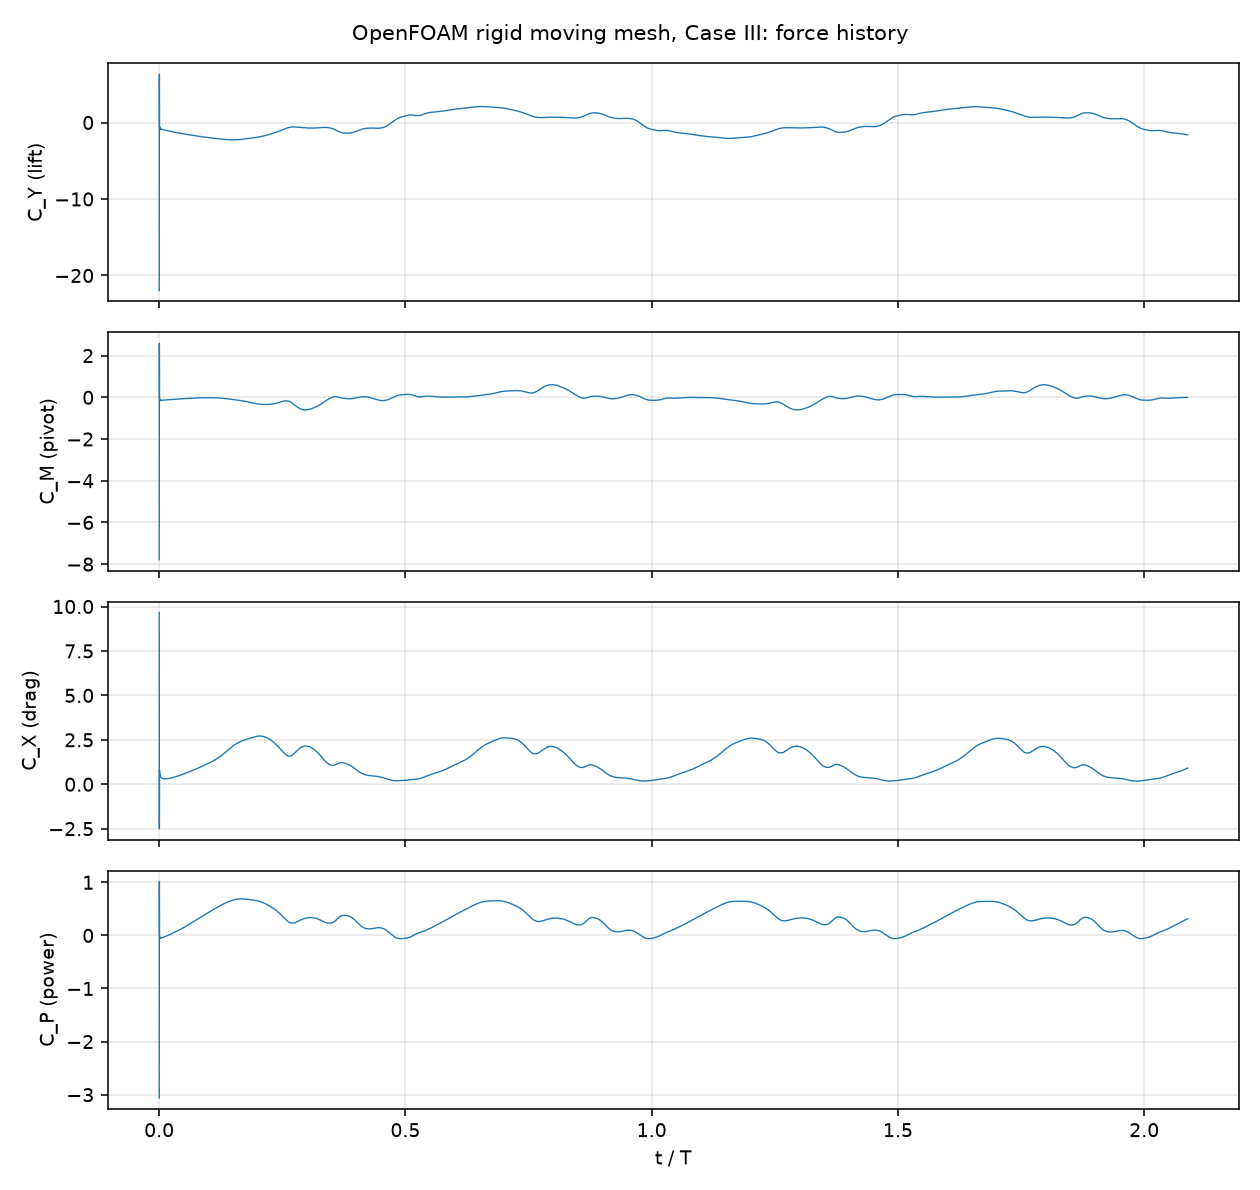 OpenFOAM rigid moving mesh, Case III: force history
C_Y (lift)
0
−10
−20
C_M (pivot)
2
0
−2
−4
−6
−8
C_X (drag)
10.0
7.5
5.0
2.5
0.0
−2.5
C_P (power)
1
0
−1
−2
−3
0.0 0.5 1.0 1.5 2.0
t / T